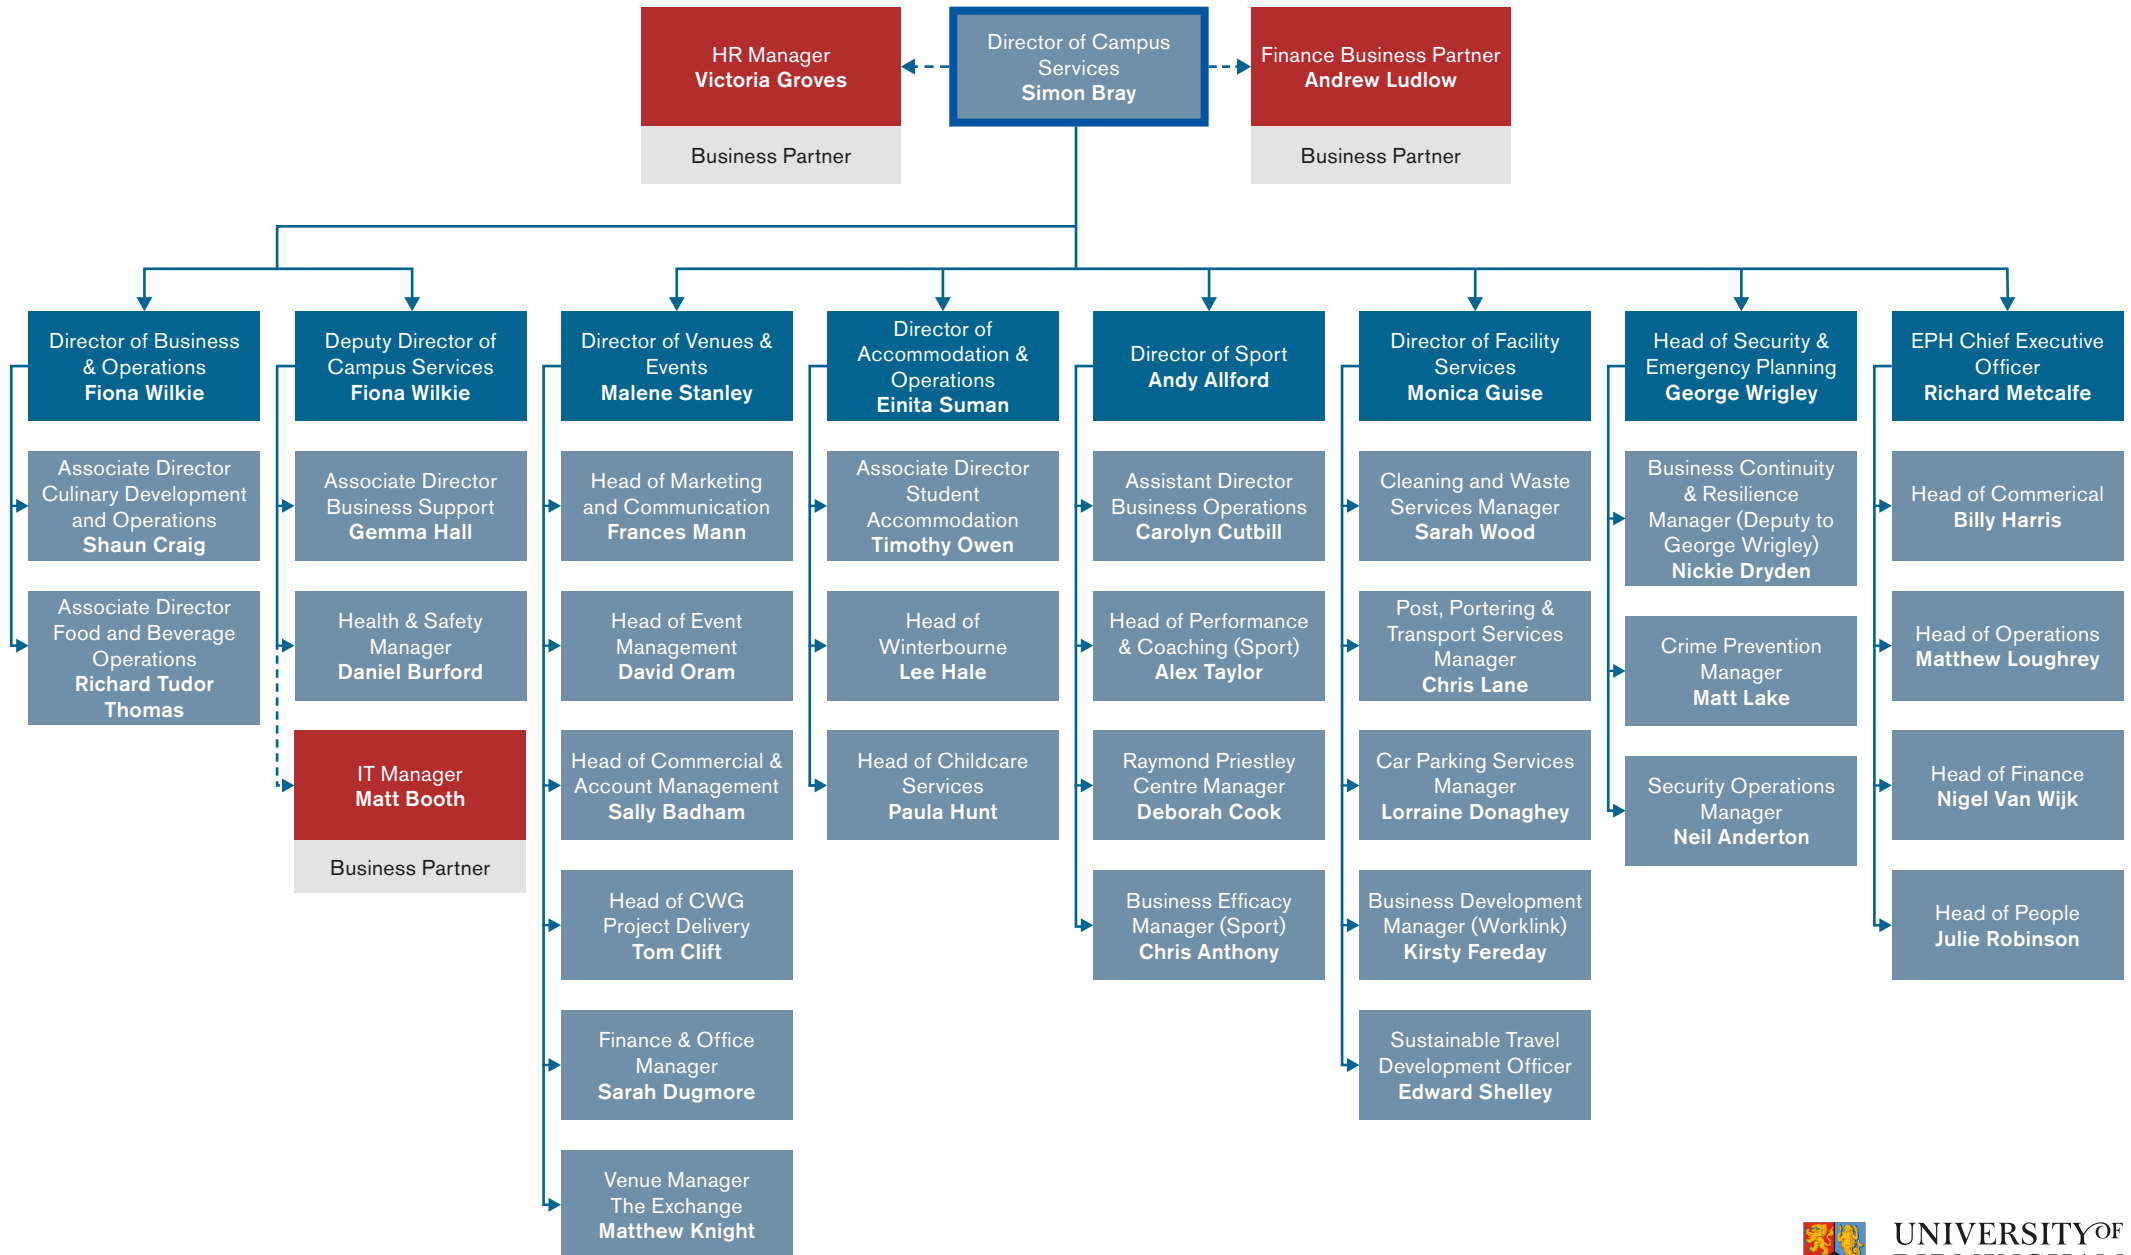 HR Manager
Victoria Groves
Business Partner
Director of Campus
Services
Simon Bray
Finance Business Partner
Andrew Ludlow
Business Partner
Director of Business
& Operations
Fiona Wilkie
Associate Director
Culinary Development
and Operations
Shaun Craig
Associate Director
Food and Beverage
Operations
Richard Tudor
Thomas
Deputy Director of
Campus Services
Fiona Wilkie
Associate Director
Business Support
Gemma Hall
Health & Safety
Manager
Daniel Burford
IT Manager
Matt Booth
Business Partner
Director of Venues &
Events
Malene Stanley
Head of Marketing
and Communication
Frances Mann
Head of Event
Management
David Oram
Head of Commercial &
Account Management
Sally Badham
Head of CWG
Project Delivery
Tom Clift
Finance & Office
Manager
Sarah Dugmore
Venue Manager
The Exchange
Matthew Knight
Director of
Accommodation &
Operations
Einita Suman
Associate Director
Student
Accommodation
Timothy Owen
Head of
Winterbourne
Lee Hale
Head of Childcare
Services
Paula Hunt
Director of Sport
Andy Allford
Assistant Director
Business Operations
Carolyn Cutbill
Head of Performance
& Coaching (Sport)
Alex Taylor
Raymond Priestley
Centre Manager
Deborah Cook
Business Efficacy
Manager (Sport)
Chris Anthony
Director of Facility
Services
Monica Guise
Cleaning and Waste
Services Manager
Sarah Wood
Post, Portering &
Transport Services
Manager
Chris Lane
Car Parking Services
Manager
Lorraine Donaghey
Business Development
Manager (Worklink)
Kirsty Fereday
Sustainable Travel
Development Officer
Edward Shelley
Head of Security &
Emergency Planning
George Wrigley
Business Continuity
& Resilience
Manager (Deputy to
George Wrigley)
Nickie Dryden
Crime Prevention
Manager
Matt Lake
Security Operations
Manager
Neil Anderton
EPH Chief Executive
Officer
Richard Metcalfe
Head of Commerical
Billy Harris
Head of Operations
Matthew Loughrey
Head of Finance
Nigel Van Wijk
Head of People
Julie Robinson
UNIVERSITY OF